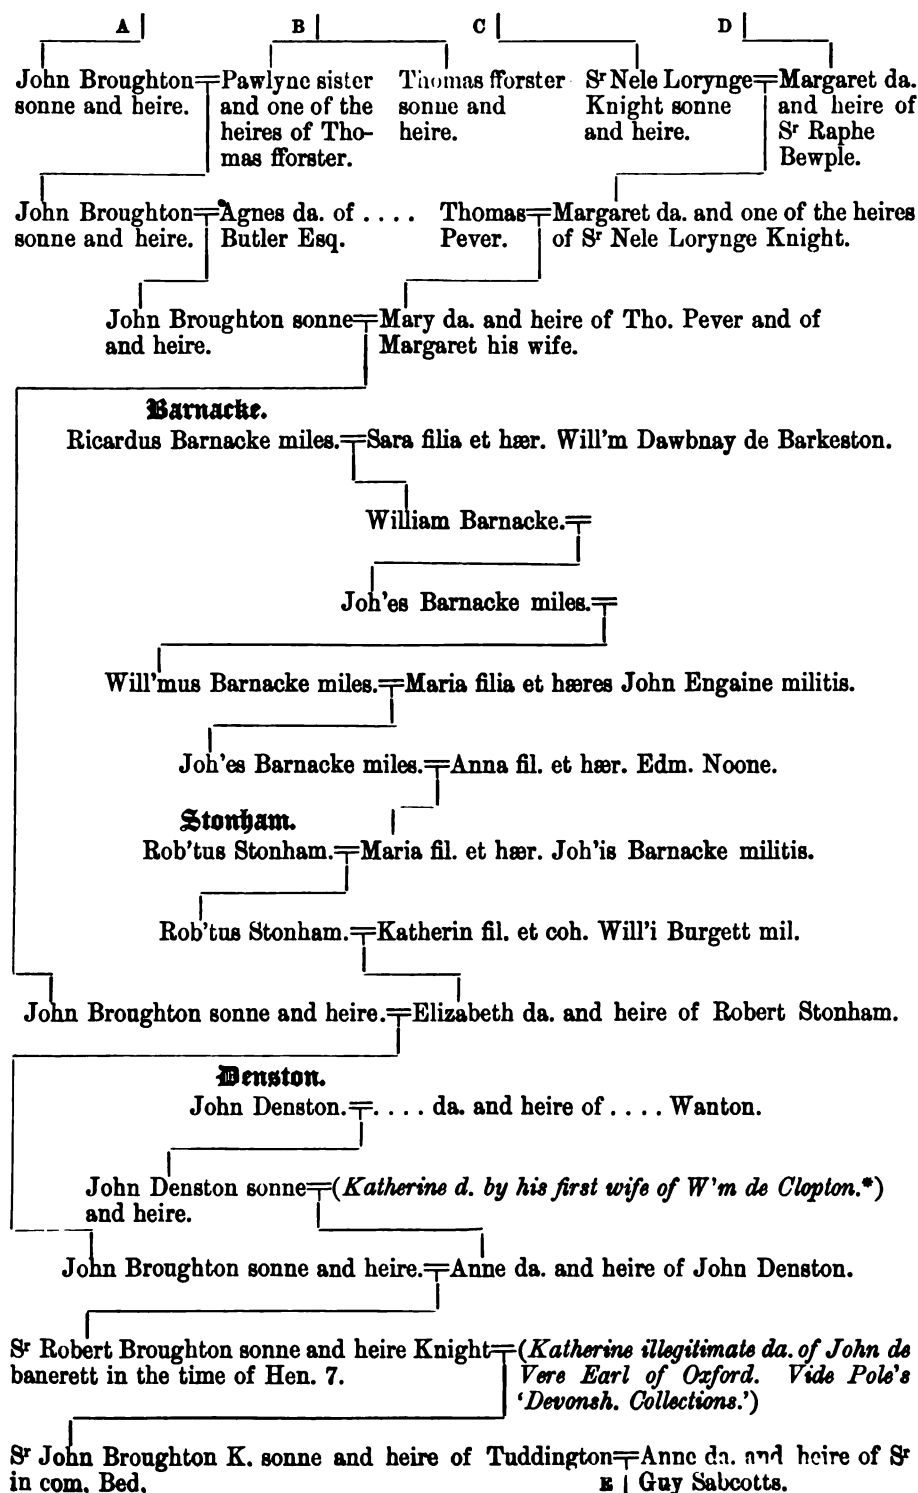 A B C D
John Broughton=Pawlyne sister Thomas fforster Sr Nele Lorynge=Margaret da.
sonne and heire. and one of the sonne and Knight sonne and heire of
heires of Tho- heire. and heire. Sr Raphe
mas fforster. Bewple.
John Broughton=Agnes da. of . . . . Thomas=Margaret da. and one of the heires
sonne and heire. Butler Esq. Pever. of Sr Nele Lorynge Knight.
John Broughton sonne=Mary da. and heire of Tho. Pever and of
and heire. Margaret his wife.
Barnacke.
Ricardus Barnacke miles.=Sara filia et hær. Will'm Dawbnay de Barkeston.
William Barnacke.=
Joh'es Barnacke miles.=
Will'mus Barnacke miles.=Maria filia et hæres John Engaine militis.
Joh'es Barnacke miles.=Anna fil. et hær. Edm. Noone.
Stonham.
Rob'tus Stonham.=Maria fil. et hær. Joh'is Barnacke militis.
Rob'tus Stonham.=Katherin fil. et coh. Will'i Burgett mil.
John Broughton sonne and heire.=Elizabeth da. and heire of Robert Stonham.
Denston.
John Denston.=. . . . da. and heire of . . . . Wanton.
John Denston sonne=(Katherine d. by his first wife of W'm de Clopton.*)
and heire.
John Broughton sonne and heire.=Anne da. and heire of John Denston.
Sr Robert Broughton sonne and heire Knight=(Katherine illegitimate da. of John de
banerett in the time of Hen. 7. Vere Earl of Oxford. Vide Pole's
'Devonsh. Collections.')
Sr John Broughton K. sonne and heire of Tuddington=Anne da. and heire of Sr
in com. Bed. E Guy Sabcotts.